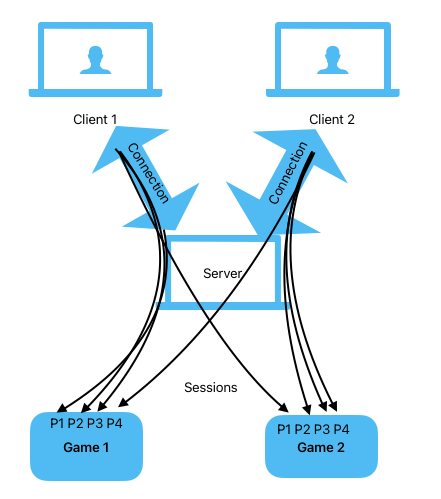 Client 1
Client 2
Connection
Connection
Server
Sessions
P1 P2 P3 P4
Game 1
P1 P2 P3 P4
Game 2